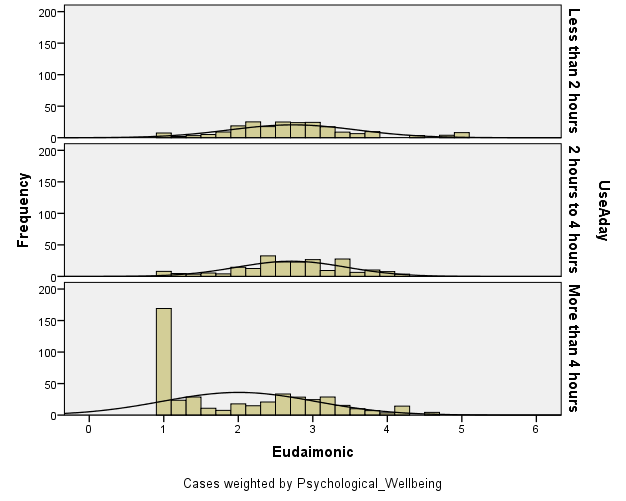 200
150
100
50
0
Less than 2 hours
200
150
100
50
0
2 hours to 4 hours
200
150
100
50
0
More than 4 hours
Frequency
UseAday
0 1 2 3 4 5 6
Eudaimonic
Cases weighted by Psychological_Wellbeing